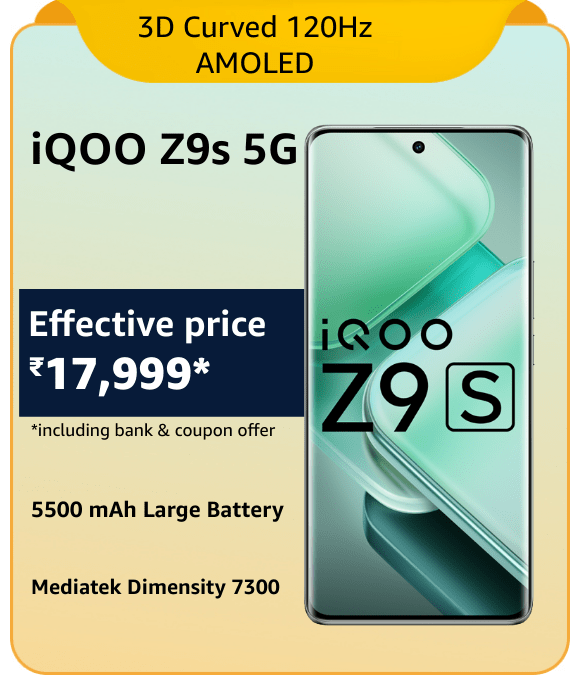 3D Curved 120Hz
AMOLED
iQOO Z9s 5G
Effective price
₹17,999*
*including bank & coupon offer
5500 mAh Large Battery
Mediatek Dimensity 7300
iQOO
Z9 S